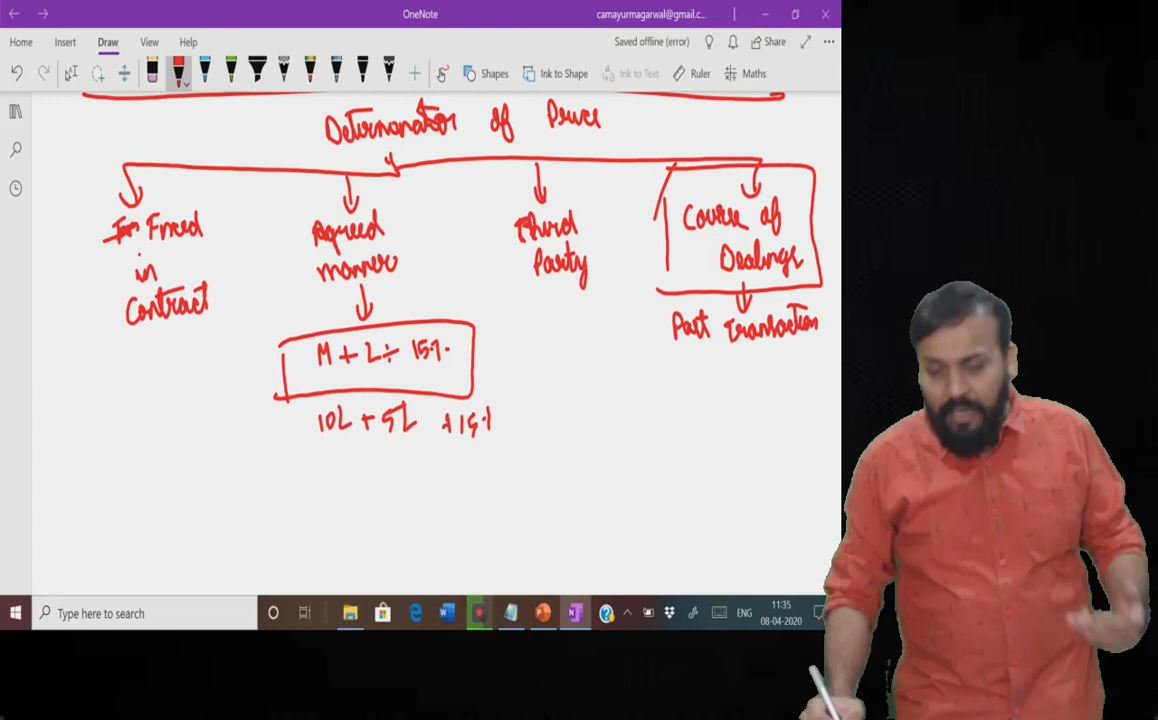 OneNote
camayurmagarwal@gmail.c...
Home Insert Draw View Help
Saved offline (error) Share
Shapes Ink to Shape Ink to Text Ruler Maths
Determination of Price
Fixed
in
Contract
Agreed
manner
Third
Party
Course of
Dealings
Past Transaction
M + L + 15%
10L + 5L + 15%
Type here to search
ENG
11:35
08-04-2020